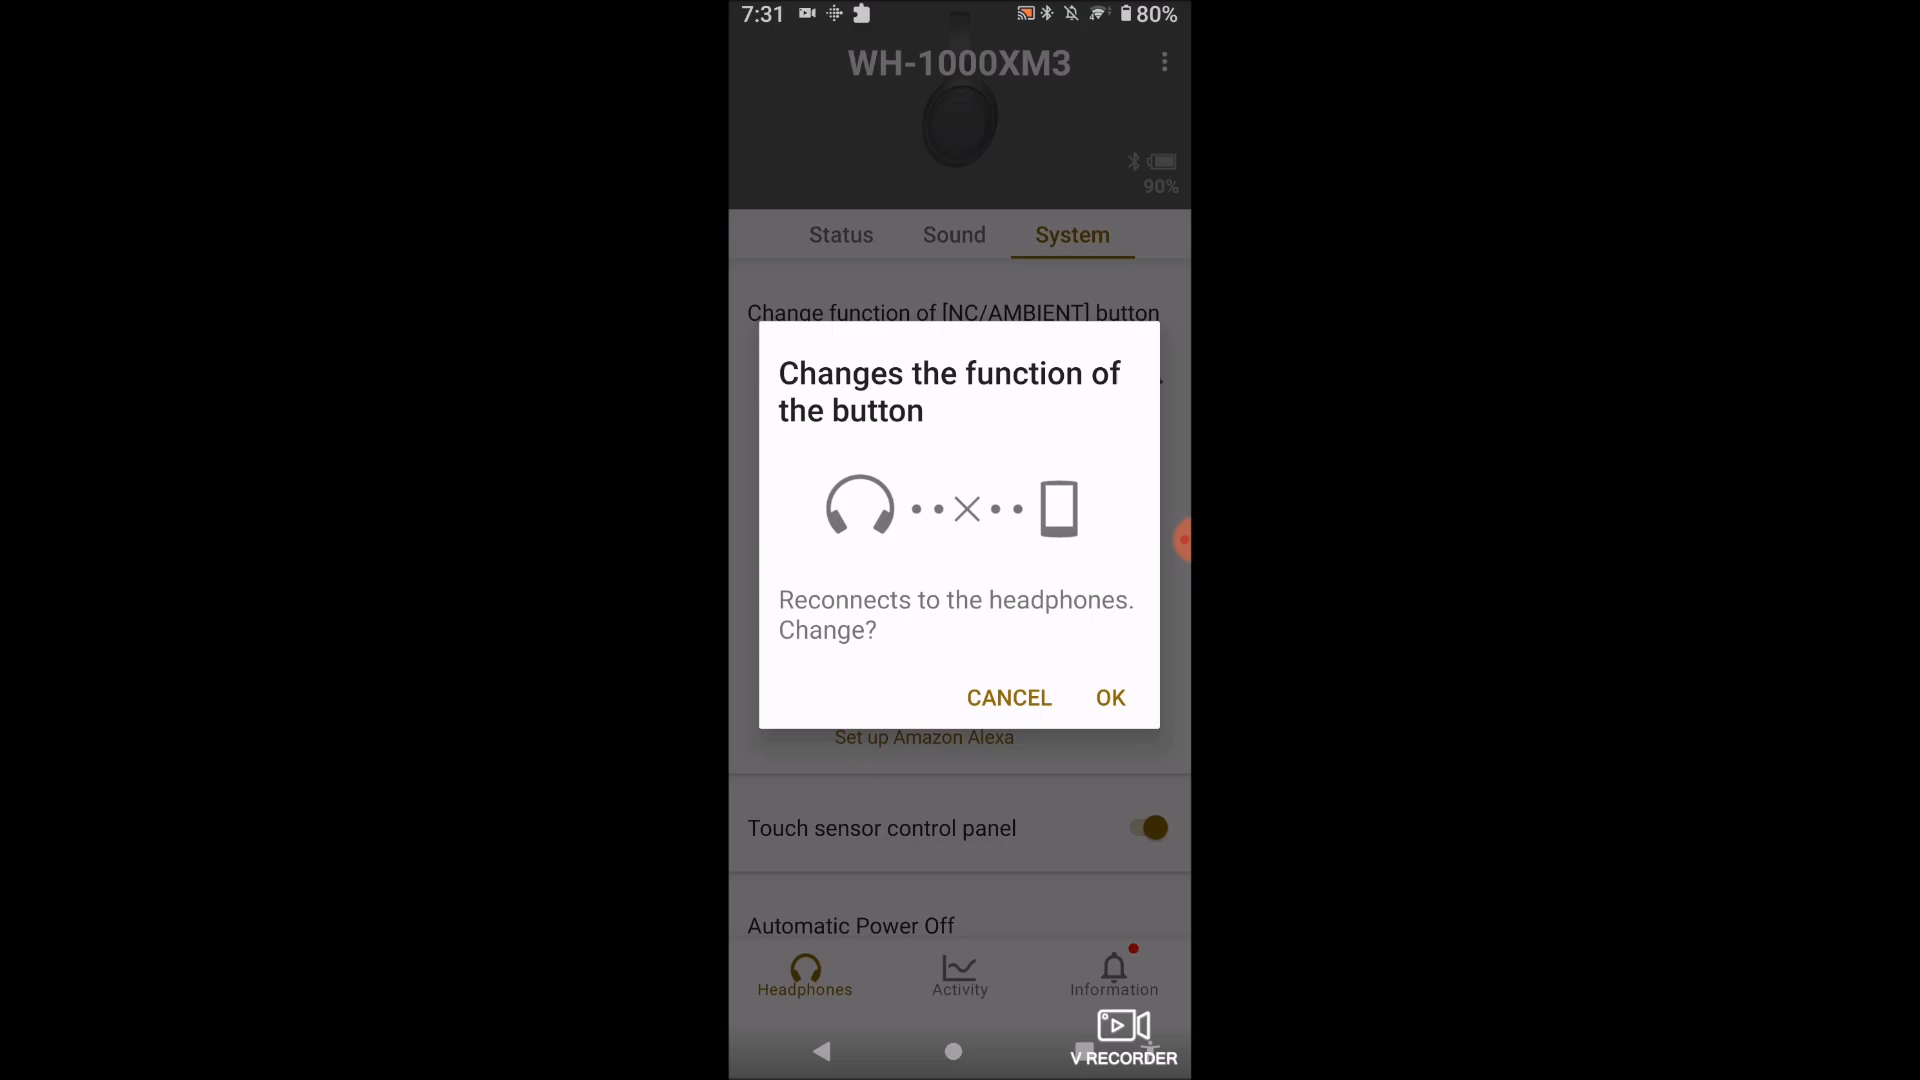 7:31
80%
WH-1000XM3
90%
Status Sound System
Change function of [NC/AMBIENT] button
Changes the function of
the button
Reconnects to the headphones.
Change?
CANCEL OK
Set up Amazon Alexa
Touch sensor control panel
Automatic Power Off
Headphones Activity Information
V RECORDER